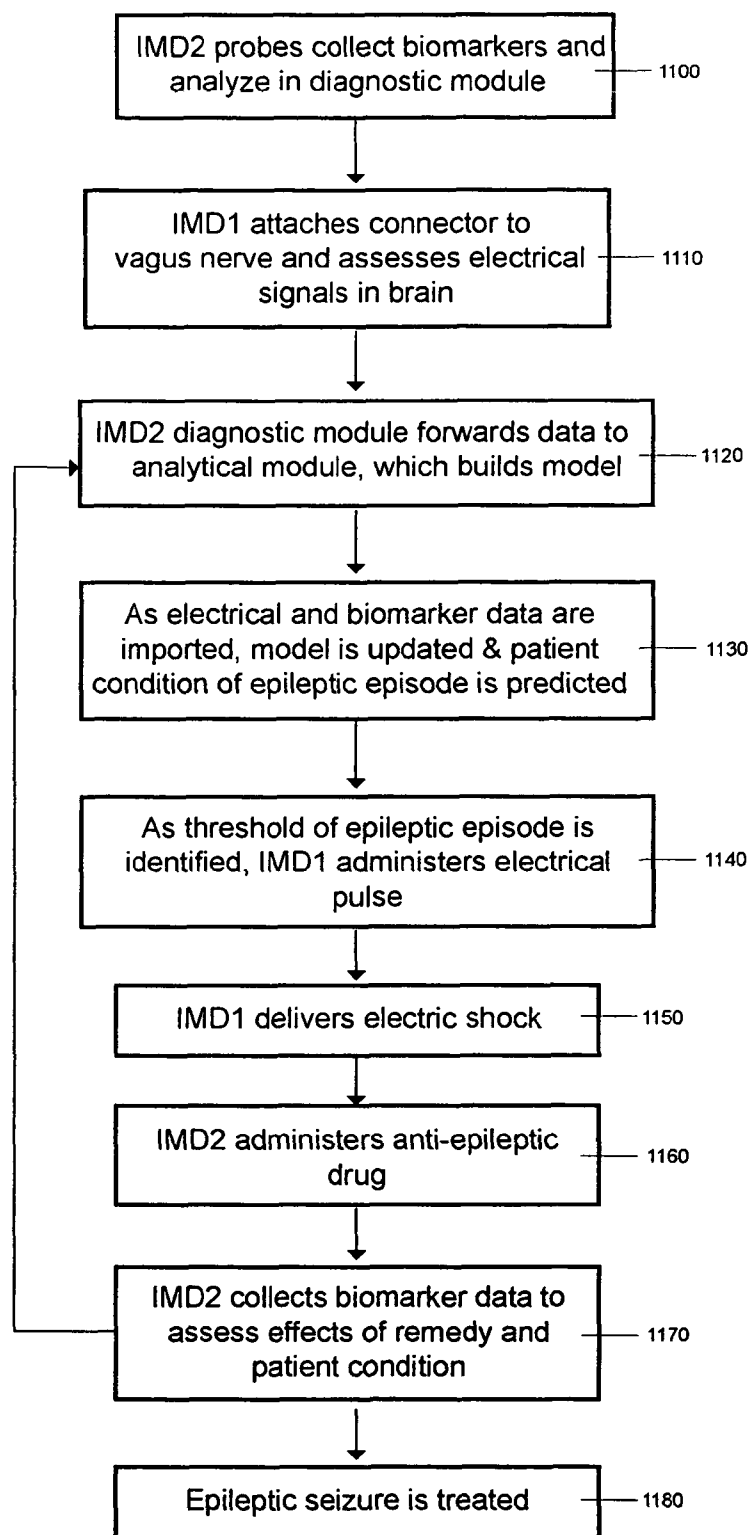 IMD2 probes collect biomarkers and
analyze in diagnostic module
1100
IMD1 attaches connector to
vagus nerve and assesses electrical
signals in brain
1110
IMD2 diagnostic module forwards data to
analytical module, which builds model
1120
As electrical and biomarker data are
imported, model is updated & patient
condition of epileptic episode is predicted
1130
As threshold of epileptic episode is
identified, IMD1 administers electrical
pulse
1140
IMD1 delivers electric shock
1150
IMD2 administers anti-epileptic
drug
1160
IMD2 collects biomarker data to
assess effects of remedy and
patient condition
1170
Epileptic seizure is treated
1180